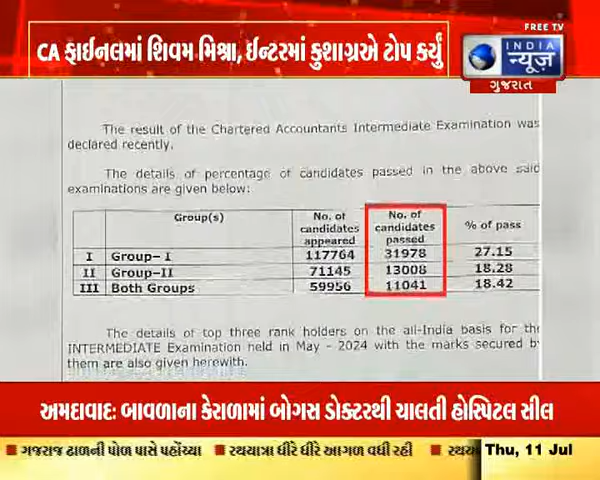 FREE TV
CA ફાઈનલમાં શિવમ મિશ્રા, ઈન્ટરમાં કુશાગ્રએ ટોપ કર્યું
INDIA
ન્યૂઝ
ગુજરાત
The result of the Chartered Accountants Intermediate Examination was
declared recently.
The details of percentage of candidates passed in the above said
examinations are given below:
Group(s) No. of candidates appeared No. of candidates passed % of pass
I Group– I 117764 31978 27.15
II Group–II 71145 13008 18.28
III Both Groups 59956 11041 18.42
The details of top three rank holders on the all-India basis for the
INTERMEDIATE Examination held in May - 2024 with the marks secured by
them are also given herewith.
અમદાવાદઃ બાવળાના કેરાળામાં બોગસ ડોક્ટરથી ચાલતી હોસ્પિટલ સીલ
ગજરાજ ઢાળની પોળ પાસે પહોંચ્યા રથયાત્રા ધીરે ધીરે આગળ વધી રહી
Thu, 11 Jul